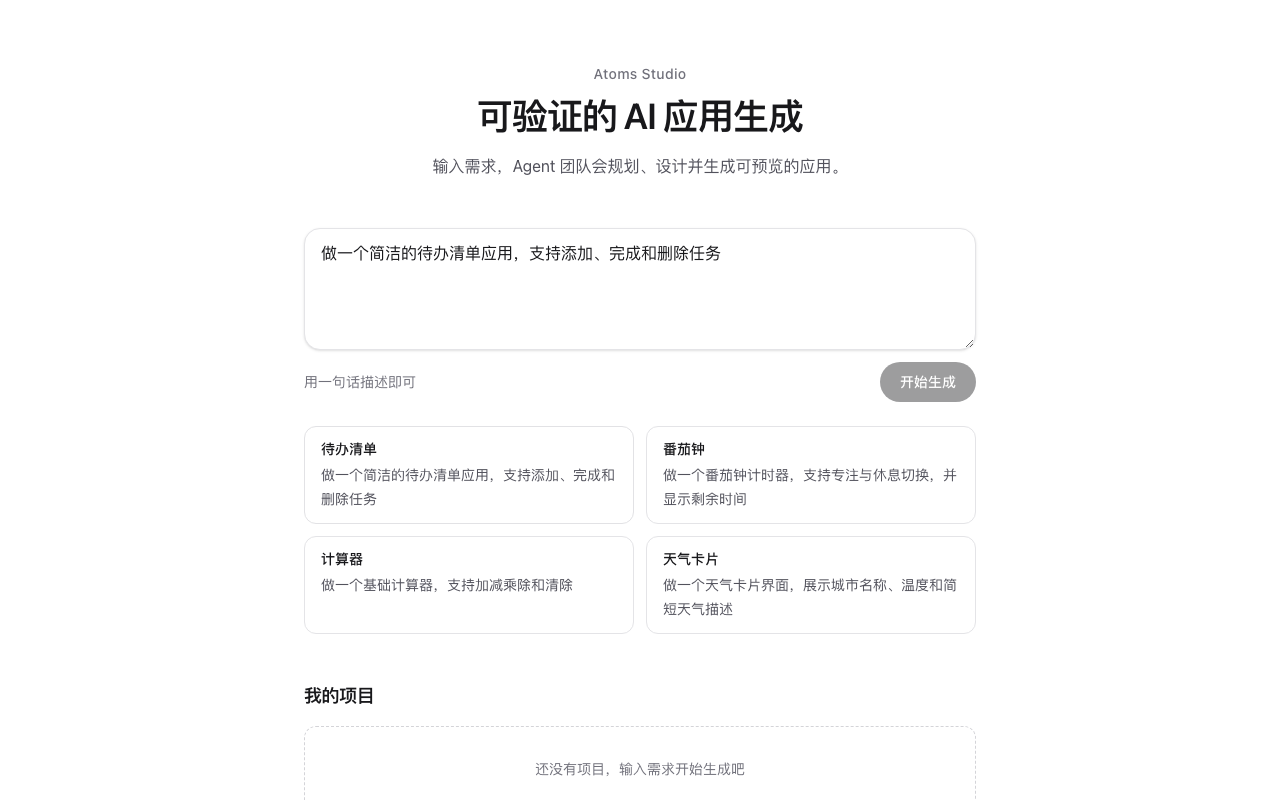 Atoms Studio
可验证的 AI 应用生成
输入需求，Agent 团队会规划、设计并生成可预览的应用。
做一个简洁的待办清单应用，支持添加、完成和删除任务
用一句话描述即可
开始生成
待办清单
做一个简洁的待办清单应用，支持添加、完成和
删除任务
番茄钟
做一个番茄钟计时器，支持专注与休息切换，并
显示剩余时间
计算器
做一个基础计算器，支持加减乘除和清除
天气卡片
做一个天气卡片界面，展示城市名称、温度和简
短天气描述
我的项目
还没有项目，输入需求开始生成吧